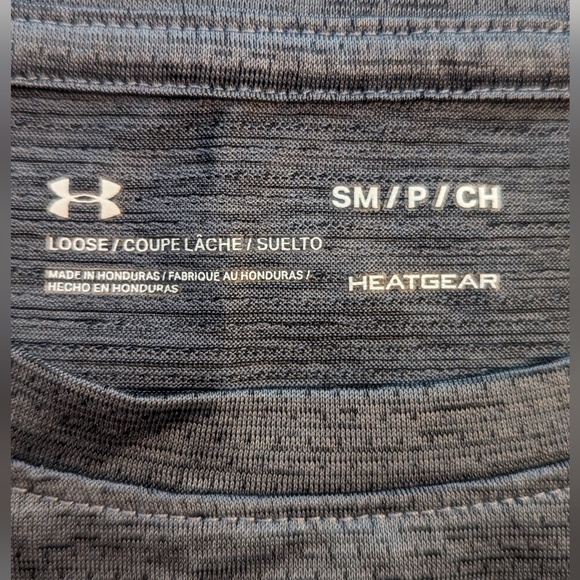 SM / P / CH
LOOSE / COUPE LÂCHE / SUELTO
MADE IN HONDURAS / FABRIQUÉ AU HONDURAS /
HECHO EN HONDURAS
HEATGEAR